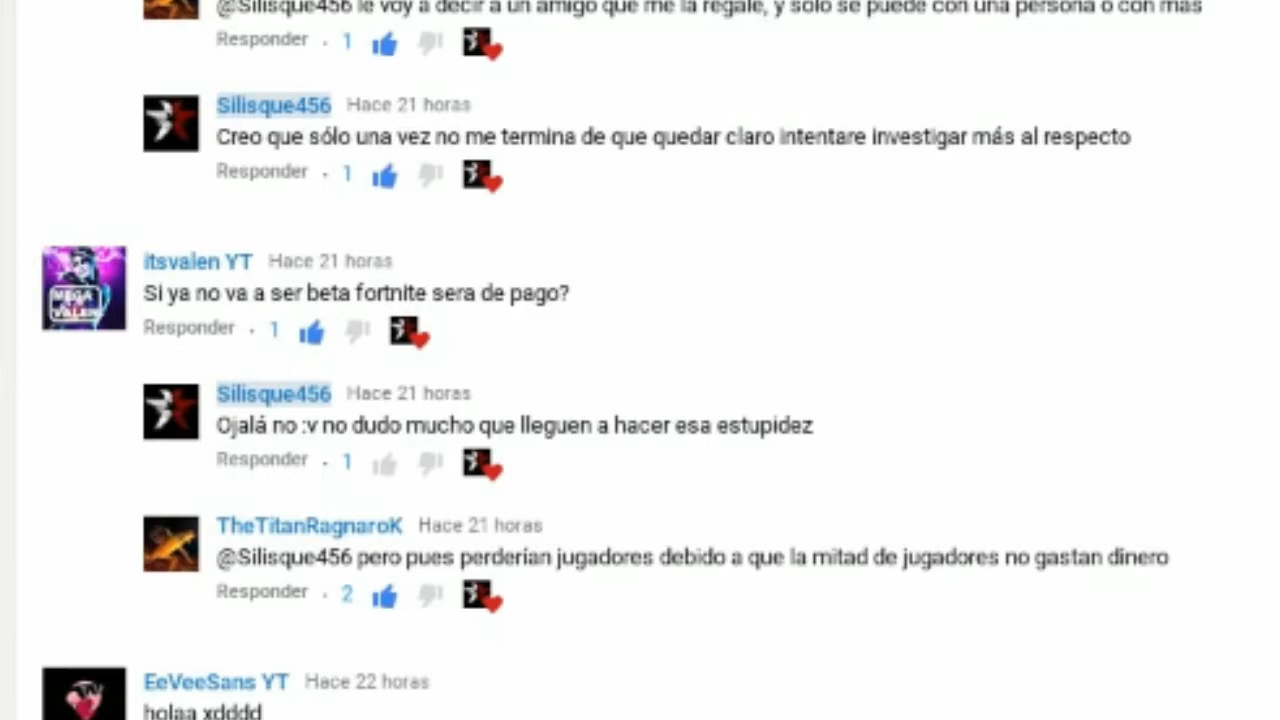 @Silisque456 le voy a decir a un amigo que me la regale, y solo se puede con una persona o con más
Responder . 1
Silisque456 Hace 21 horas
Creo que sólo una vez no me termina de que quedar claro intentare investigar más al respecto
Responder . 1
itsvalen YT Hace 21 horas
Si ya no va a ser beta fortnite sera de pago?
Responder . 1
MEGA VALEN
Silisque456 Hace 21 horas
Ojalá no :v no dudo mucho que lleguen a hacer esa estupidez
Responder . 1
TheTitanRagnaroK Hace 21 horas
@Silisque456 pero pues perderian jugadores debido a que la mitad de jugadores no gastan dinero
Responder . 2
EeVeeSans YT Hace 22 horas
holaa xdddd